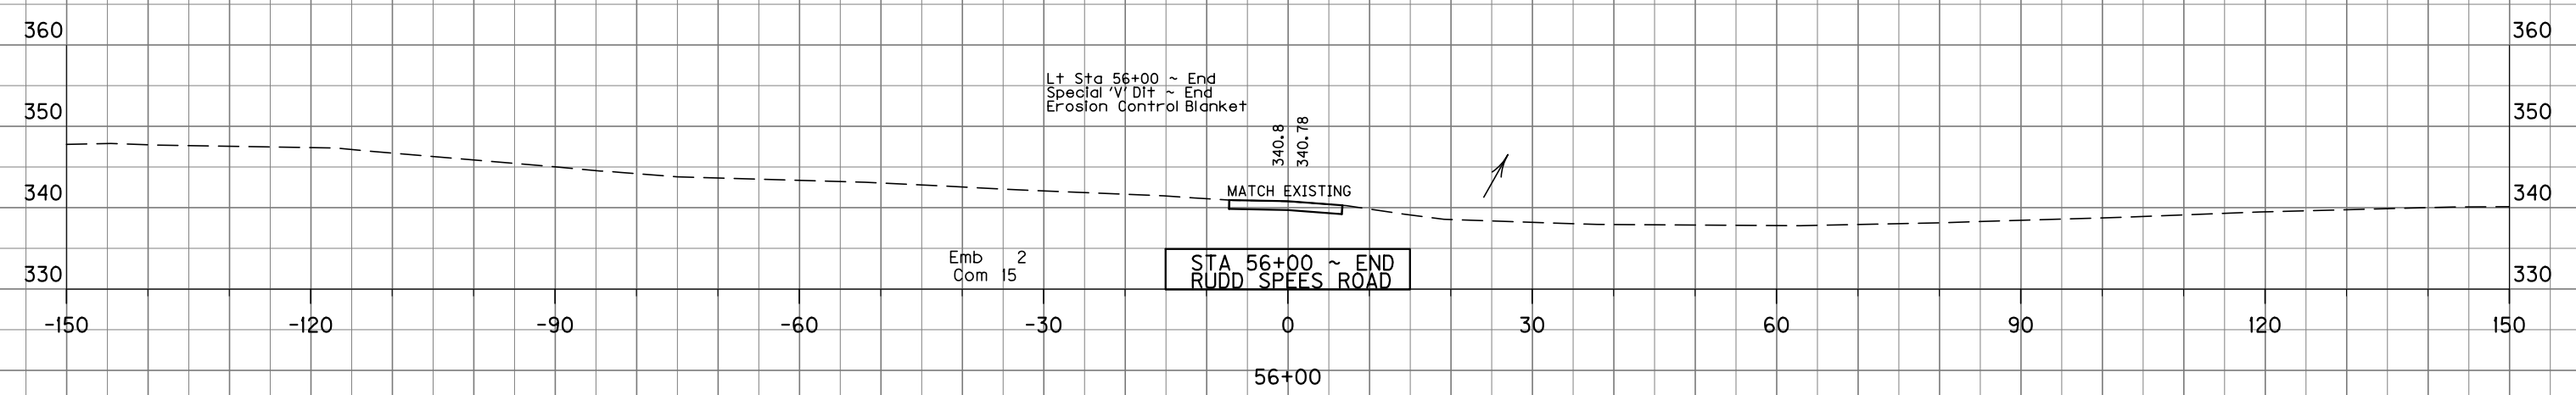 360
360
Lt Sta 56+00 ~ End
Special 'V' Dit ~ End
Erosion Control Blanket
350
350
340.8
340.78
340
MATCH EXISTING
340
Emb 2
Com 15
STA 56+00 ~ END
RUDD SPEES ROAD
330
330
-150 -120 -90 -60 -30 0 30 60 90 120 150
56+00